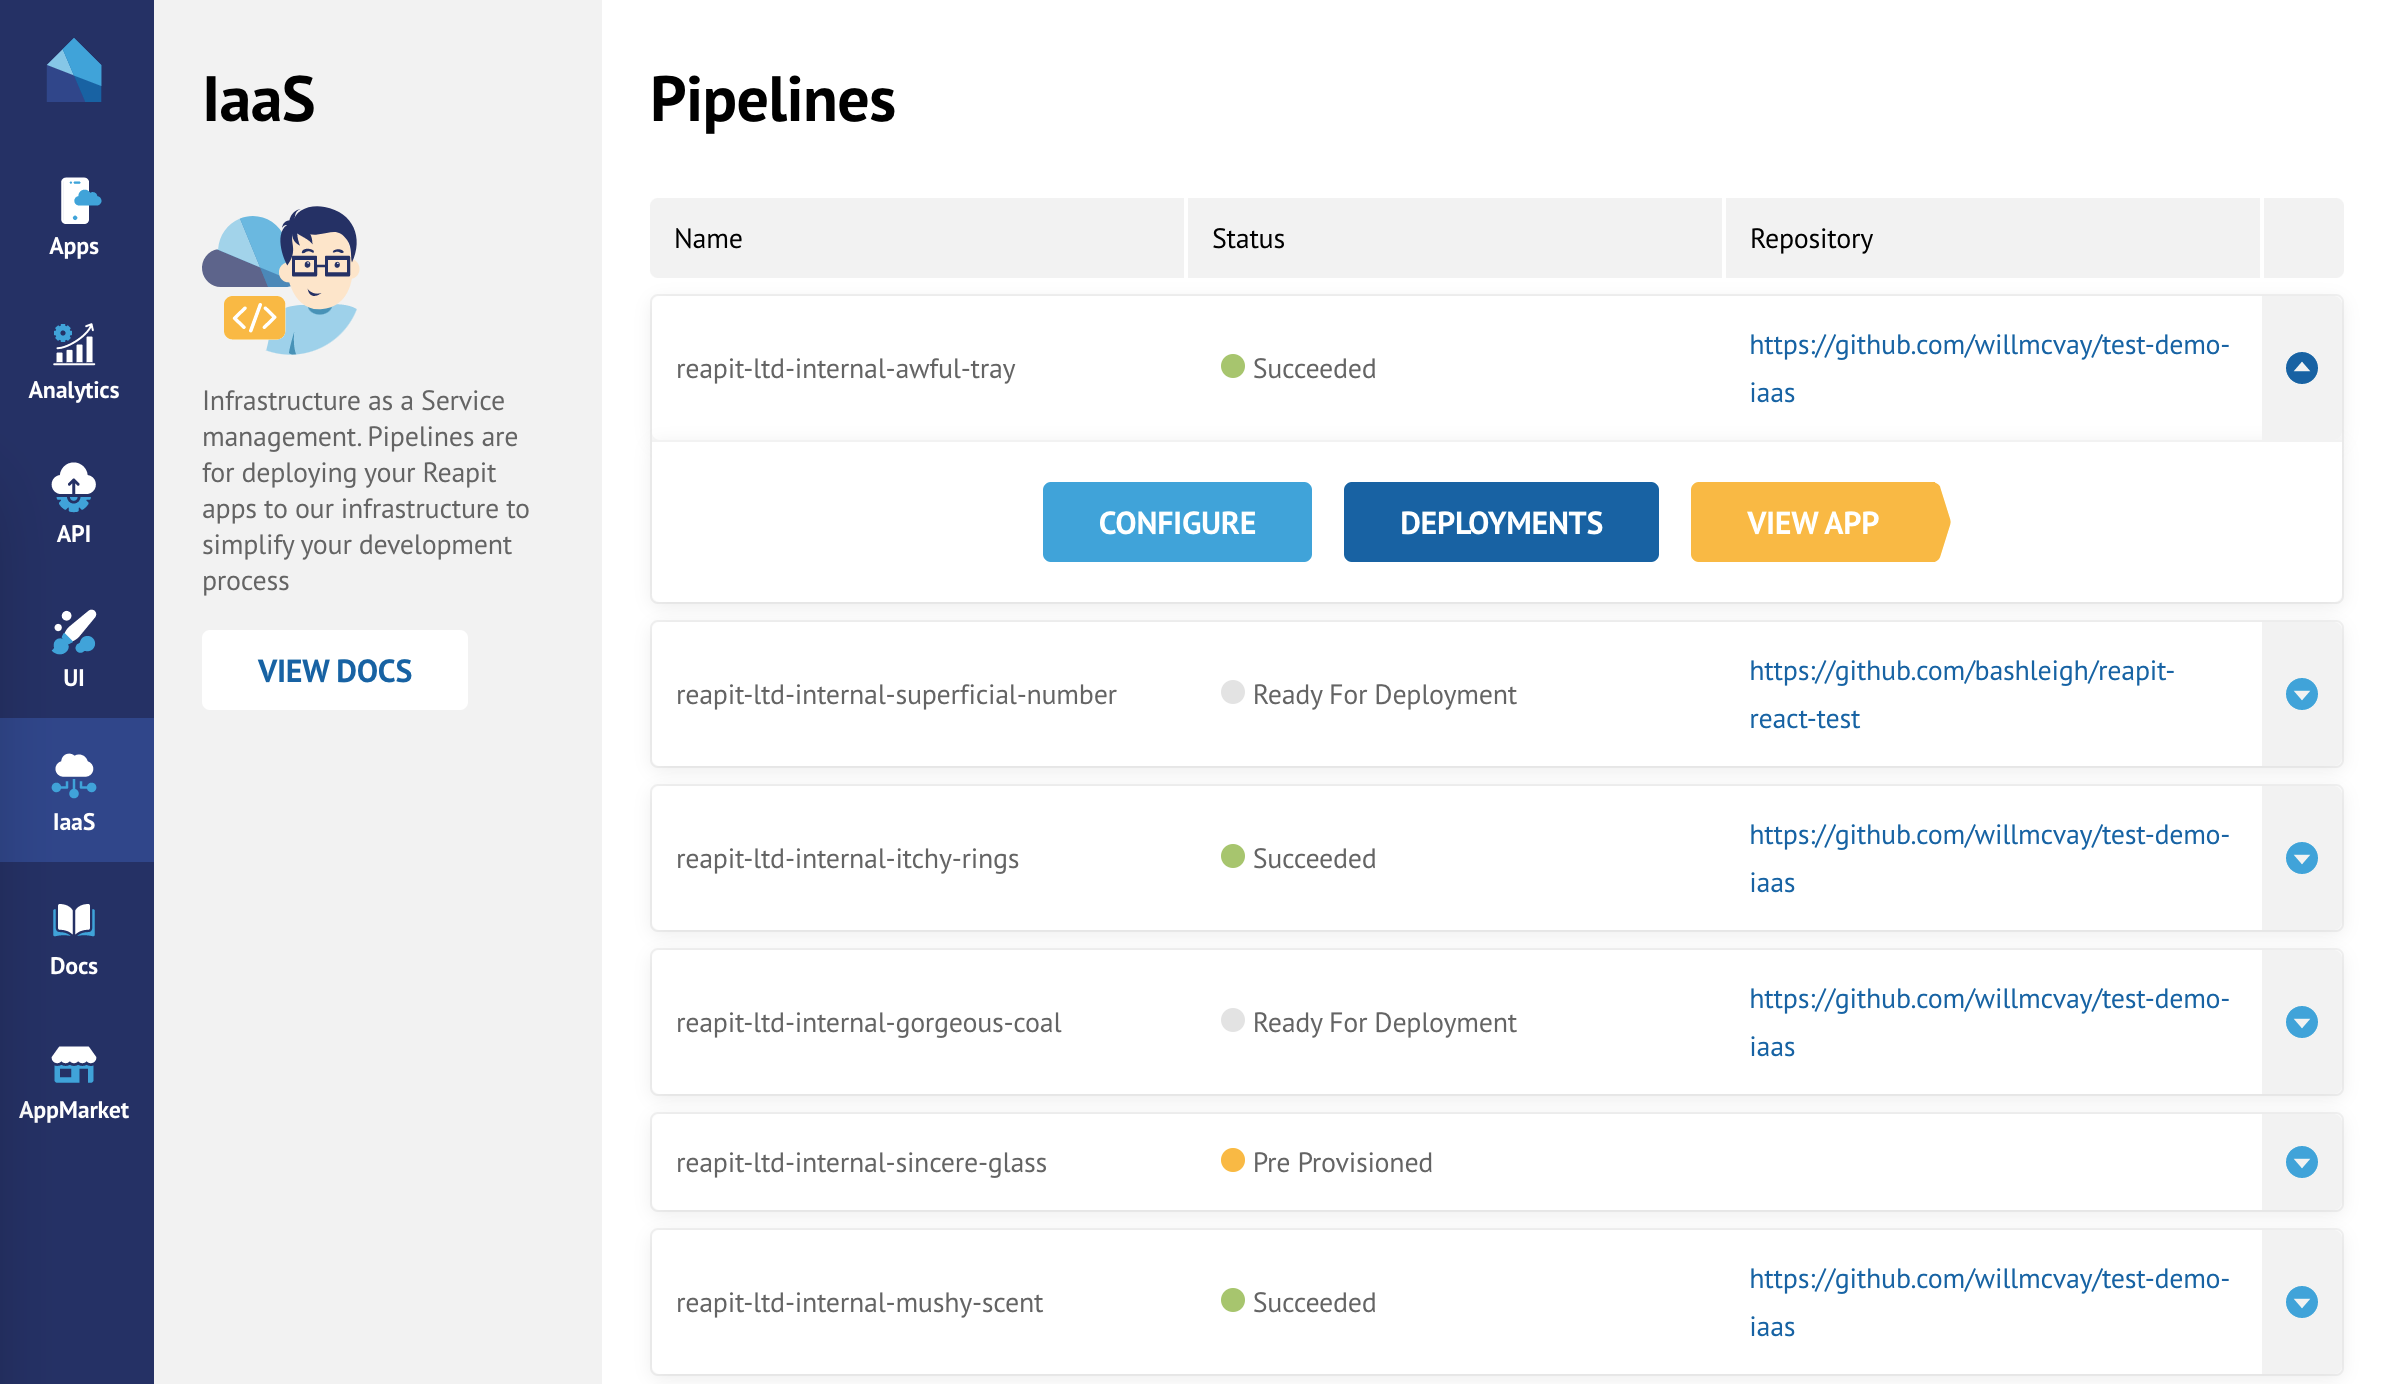 Apps
Analytics
API
UI
IaaS
Docs
AppMarket
IaaS
</>
Infrastructure as a Service
management. Pipelines are
for deploying your Reapit
apps to our infrastructure to
simplify your development
process
VIEW DOCS
Pipelines
Name Status Repository
reapit-ltd-internal-awful-tray Succeeded https://github.com/willmcvay/test-demo-
iaas
CONFIGURE DEPLOYMENTS VIEW APP
reapit-ltd-internal-superficial-number Ready For Deployment https://github.com/bashleigh/reapit-
react-test
reapit-ltd-internal-itchy-rings Succeeded https://github.com/willmcvay/test-demo-
iaas
reapit-ltd-internal-gorgeous-coal Ready For Deployment https://github.com/willmcvay/test-demo-
iaas
reapit-ltd-internal-sincere-glass Pre Provisioned
reapit-ltd-internal-mushy-scent Succeeded https://github.com/willmcvay/test-demo-
iaas